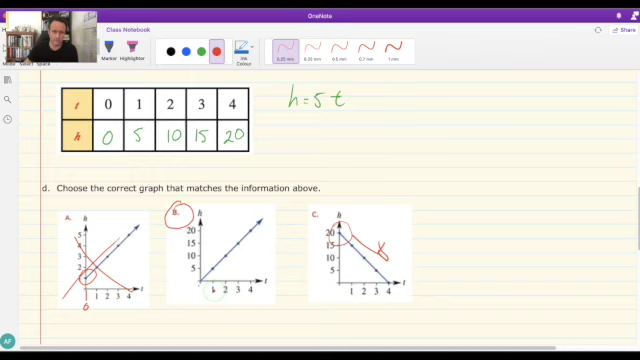 OneNote
Class Notebook
Marker Highlighter
Ink Colour
0.25 mm 0.35 mm 0.5 mm 0.7 mm 1 mm
t 0 1 2 3 4
h 0 5 10 15 20
h = 5 t
d. Choose the correct graph that matches the information above.
A. B. C.
h h h
5 20 20
4 15 15
3 10 10
2 5 5
1 2 3 4 t 1 2 3 4 t 1 2 3 4 t
0
AF